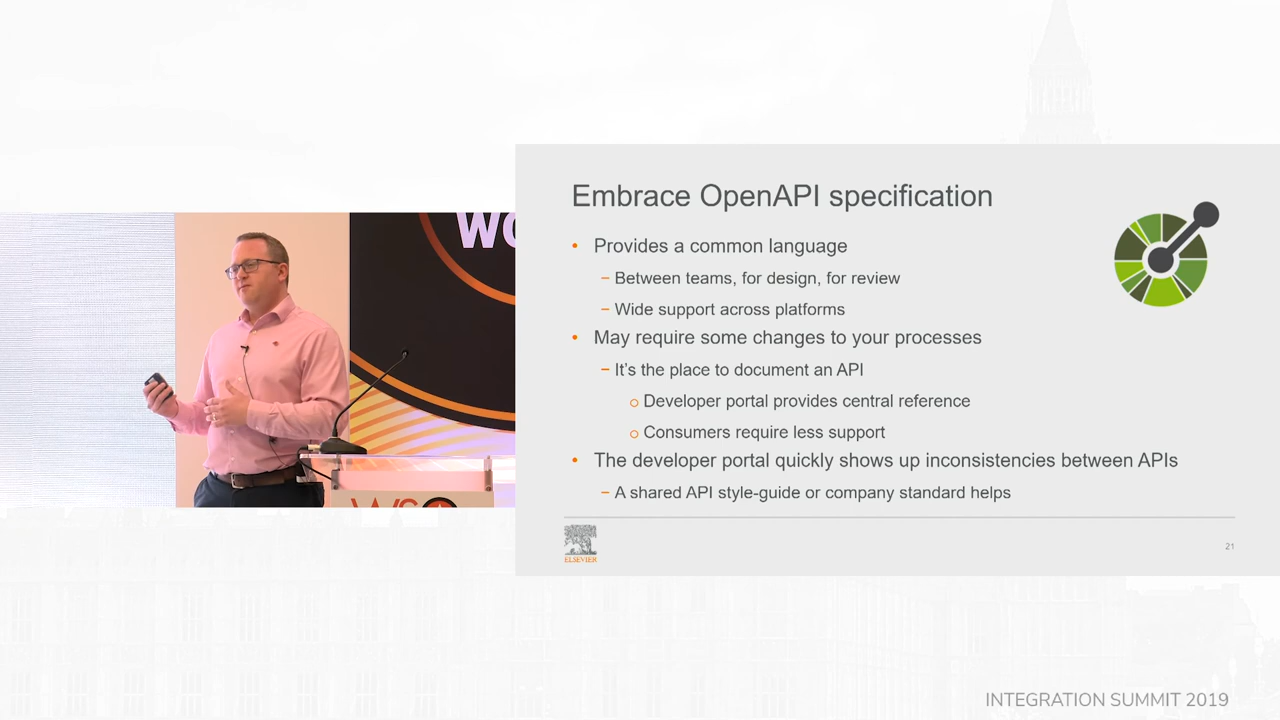 Embrace OpenAPI specification
• Provides a common language
– Between teams, for design, for review
– Wide support across platforms
• May require some changes to your processes
– It's the place to document an API
o Developer portal provides central reference
o Consumers require less support
• The developer portal quickly shows up inconsistencies between APIs
– A shared API style-guide or company standard helps
ELSEVIER
21
INTEGRATION SUMMIT 2019